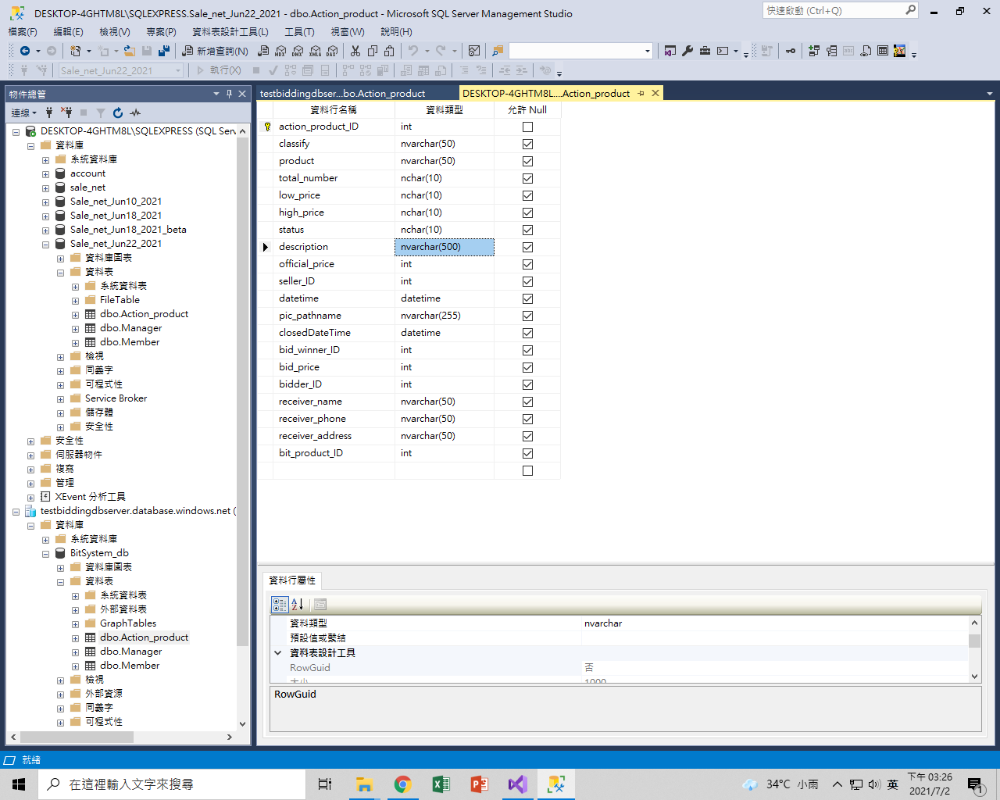 DESKTOP-4GHTM8L\SQLEXPRESS.Sale_net_Jun22_2021 - dbo.Action_product - Microsoft SQL Server Management Studio
快速啟動 (Ctrl+Q)
檔案(F) 編輯(E) 檢視(V) 專案(P) 資料表設計工具(L) 工具(T) 視窗(W) 說明(H)
新增查詢(N)
MDX DMX XMLA DAX
Sale_net_Jun22_2021 執行(X)
物件總管
連線
DESKTOP-4GHTM8L\SQLEXPRESS (SQL Serv
資料庫
系統資料庫
account
sale_net
Sale_net_Jun10_2021
Sale_net_Jun18_2021
Sale_net_Jun18_2021_beta
Sale_net_Jun22_2021
資料庫圖表
資料表
系統資料表
FileTable
dbo.Action_product
dbo.Manager
dbo.Member
檢視
同義字
可程式性
Service Broker
儲存體
安全性
安全性
伺服器物件
複寫
管理
XEvent 分析工具
testbiddingdbserver.database.windows.net (
資料庫
系統資料庫
BitSystem_db
資料庫圖表
資料表
系統資料表
外部資料表
GraphTables
dbo.Action_product
dbo.Manager
dbo.Member
檢視
外部資源
同義字
可程式性
testbiddingdbser...bo.Action_product
DESKTOP-4GHTM8L...Action_product
資料行名稱 資料類型 允許 Null
action_product_ID int
classify nvarchar(50)
product nvarchar(50)
total_number nchar(10)
low_price nchar(10)
high_price nchar(10)
status nchar(10)
description nvarchar(500)
official_price int
seller_ID int
datetime datetime
pic_pathname nvarchar(255)
closedDateTime datetime
bid_winner_ID int
bid_price int
bidder_ID int
receiver_name nvarchar(50)
receiver_phone nvarchar(50)
receiver_address nvarchar(50)
bit_product_ID int
資料行屬性
資料類型 nvarchar
預設值或繫結
資料表設計工具
RowGuid 否
大小 1000
RowGuid
就緒
在這裡輸入文字來搜尋
34°C 小雨
英
下午 03:26
2021/7/2
1